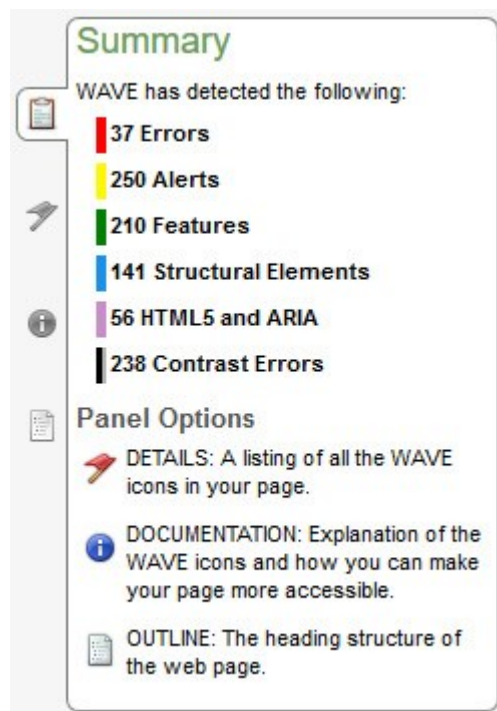 Summary
WAVE has detected the following:
37 Errors
250 Alerts
210 Features
141 Structural Elements
56 HTML5 and ARIA
238 Contrast Errors
Panel Options
DETAILS: A listing of all the WAVE
icons in your page.
DOCUMENTATION: Explanation of the
WAVE icons and how you can make
your page more accessible.
OUTLINE: The heading structure of
the web page.